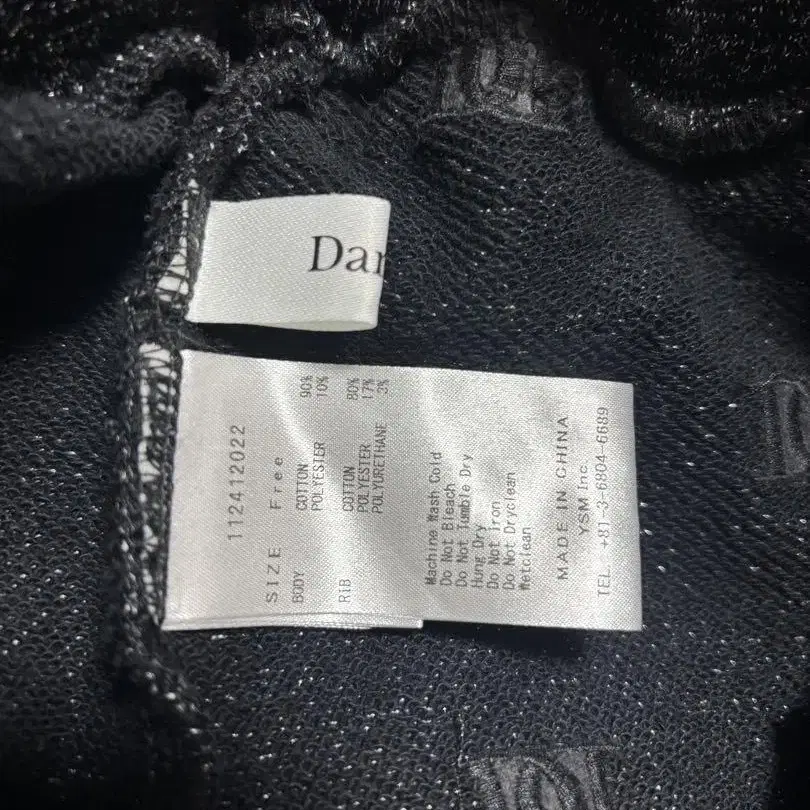 Dar
112412022
SIZE Free
BODY COTTON 90%
POLYESTER 10%
RIB COTTON 80%
POLYESTER 17%
POLYURETHANE 3%
Machine Wash Cold
Do Not Bleach
Do Not Tumble Dry
Hung Dry
Do Not Iron
Do Not Dryclean
Wetclean
MADE IN CHINA
YSM Inc.
TEL +81-3-6804-6689